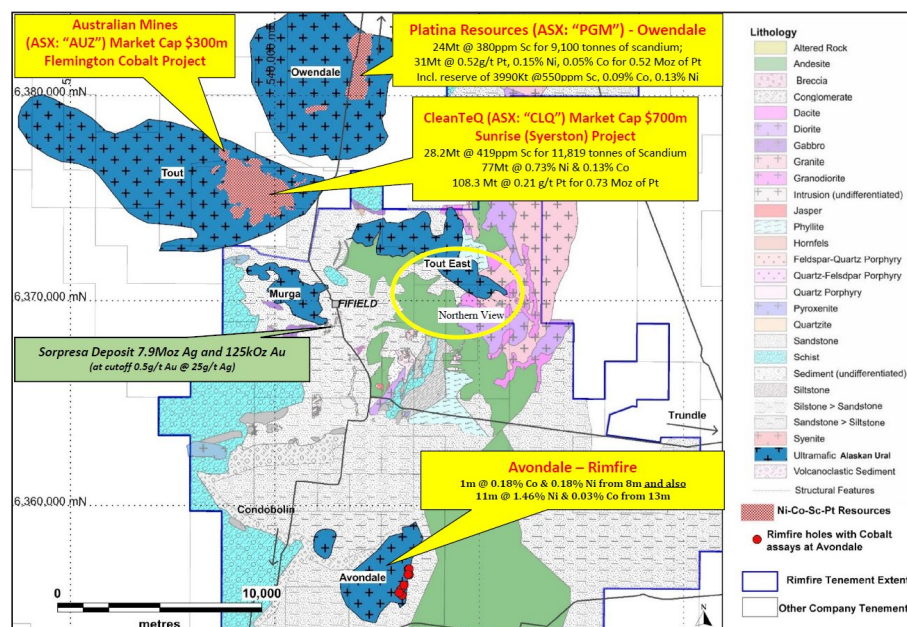 Australian Mines
(ASX: “AUZ”) Market Cap $300m
Flemington Cobalt Project
Platina Resources (ASX: “PGM”) - Owendale
24Mt @ 380ppm Sc for 9,100 tonnes of scandium;
31Mt @ 0.52g/t Pt, 0.15% Ni, 0.05% Co for 0.52 Moz of Pt
Incl. reserve of 3990Kt @550ppm Sc, 0.09% Co, 0.13% Ni
CleanTeQ (ASX: “CLQ”) Market Cap $700m
Sunrise (Syerston) Project
28.2Mt @ 419ppm Sc for 11,819 tonnes of Scandium
77Mt @ 0.73% Ni & 0.13% Co
108.3 Mt @ 0.21 g/t Pt for 0.73 Moz of Pt
540,000 mE
Owendale
6,380,000 mN
Tout
Tout East
Murga
6,370,000 mN
FIFIELD
Northern View
Sorpresa Deposit 7.9Moz Ag and 125kOz Au
(at cutoff 0.5g/t Au @ 25g/t Ag)
Trundle
Avondale – Rimfire
1m @ 0.18% Co & 0.18% Ni from 8m and also
11m @ 1.46% Ni & 0.03% Co from 13m
6,360,000 mN
Condobolin
Avondale
0
10,000
metres
N
Lithology
Altered Rock
Andesite
Breccia
Conglomerate
Dacite
Diorite
Gabbro
Granite
Granodiorite
Intrusion (undifferentiated)
Jasper
Phyllite
Hornfels
Feldspar-Quartz Porphyry
Quartz-Felsdpar Porphyry
Quartz Porphyry
Pyroxenite
Quartzite
Sandstone
Schist
Sediment (undifferentiated)
Siltstone
Silstone > Sandstone
Sandstone > Siltstone
Syenite
Ultramafic Alaskan Ural
Volcanoclastic Sediment
Structural Features
Ni-Co-Sc-Pt Resources
Rimfire holes with Cobalt
assays at Avondale
Rimfire Tenement Extent
Other Company Tenement